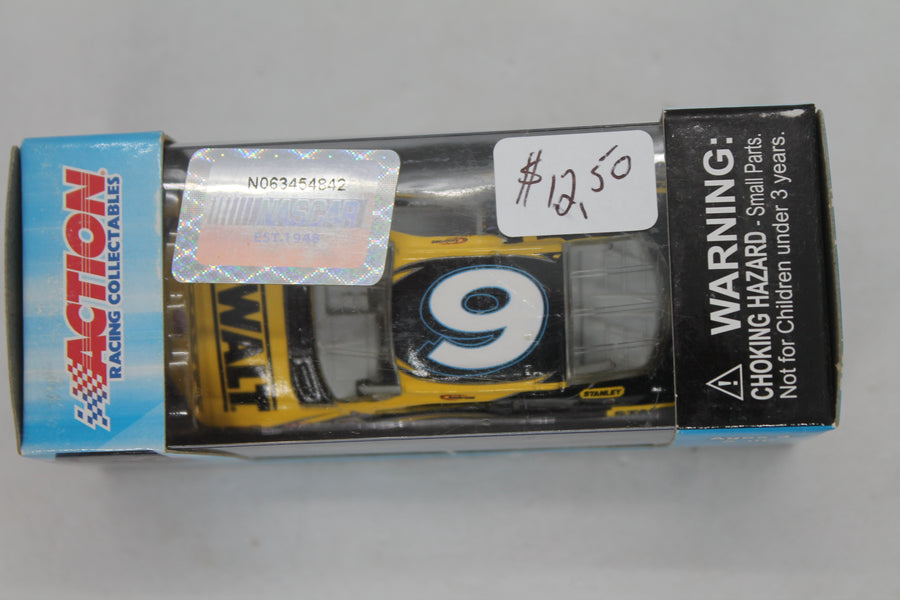 ACTION
RACING COLLECTABLES
N063454842
NASCAR
EST. 1948
$12.50
WALT
9
STANLEY
WARNING:
CHOKING HAZARD - Small Parts.
Not for Children under 3 years.